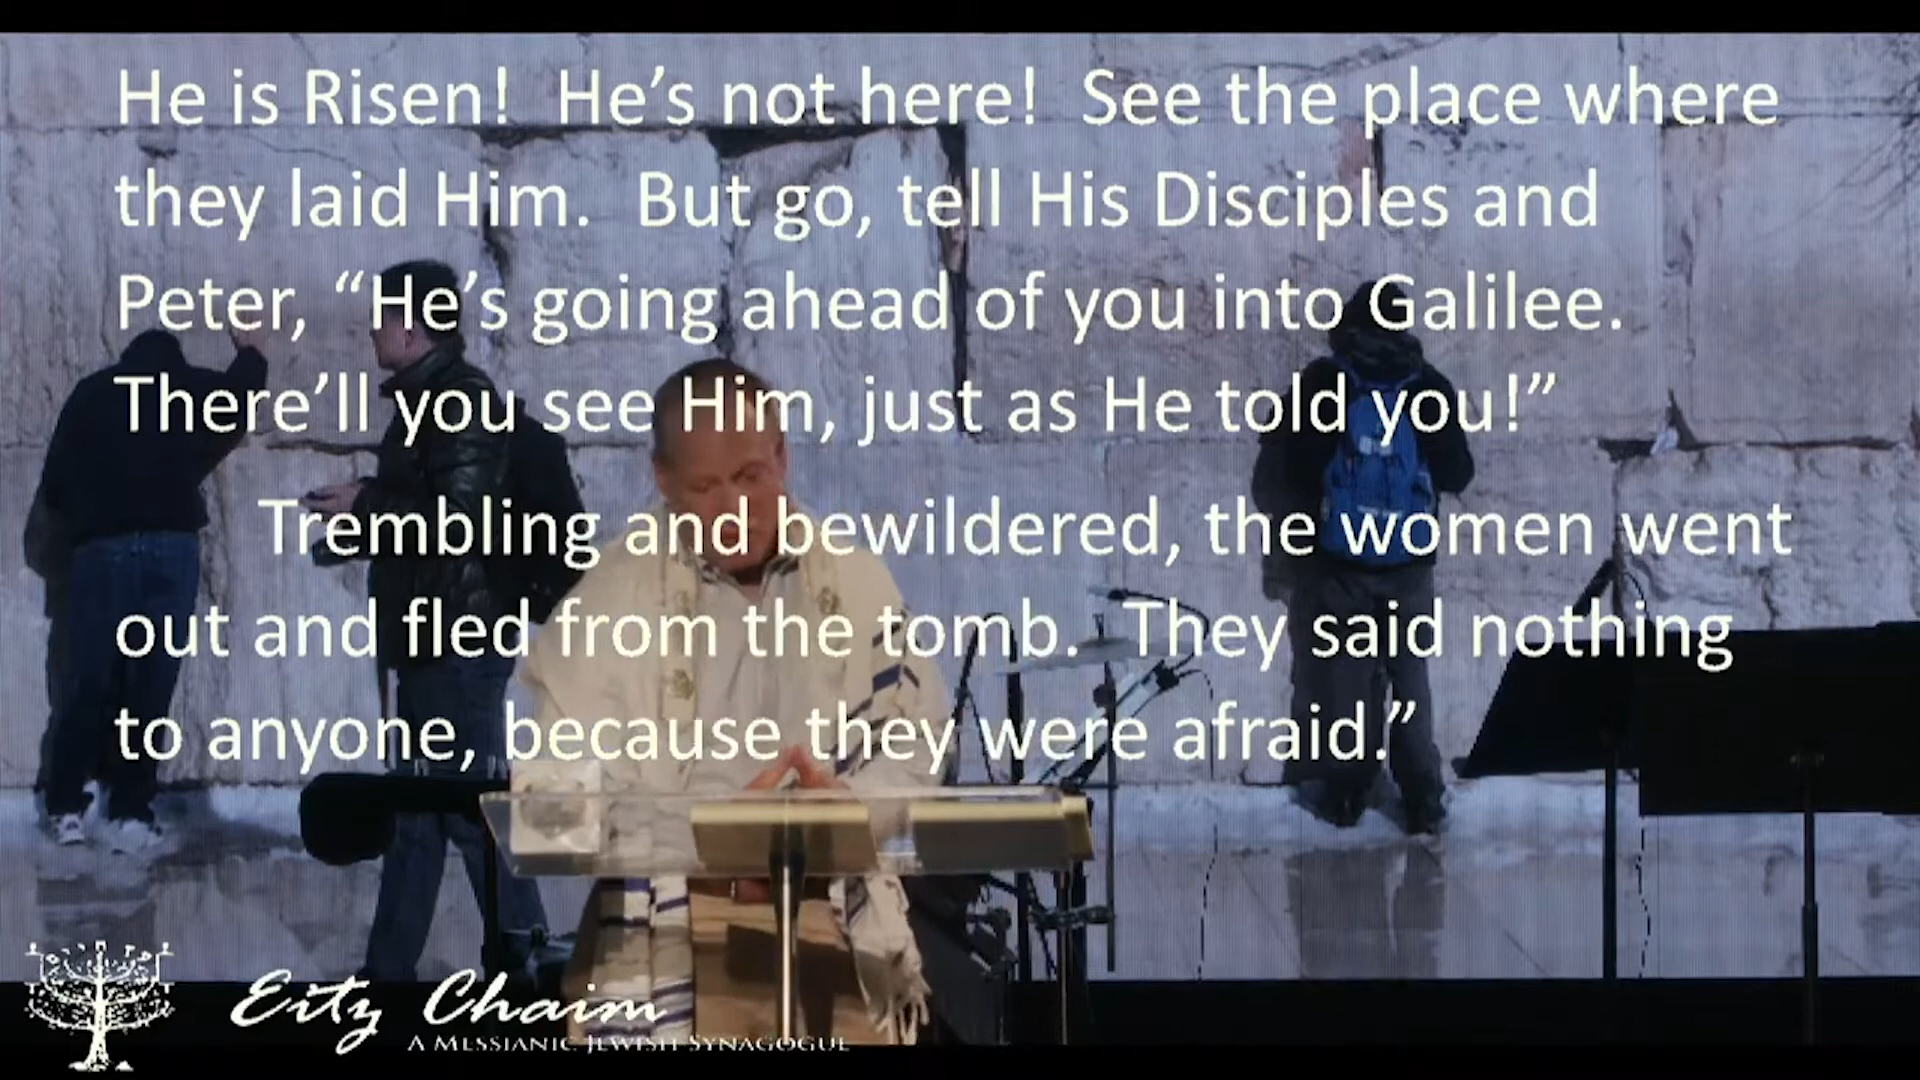 He is Risen!  He’s not here!  See the place where
they laid Him.  But go, tell His Disciples and
Peter, “He’s going ahead of you into Galilee.
There’ll you see Him, just as He told you!”
Trembling and bewildered, the women went
out and fled from the tomb.  They said nothing
to anyone, because they were afraid.”
Eitz Chaim
A MESSIANIC JEWISH SYNAGOGUE